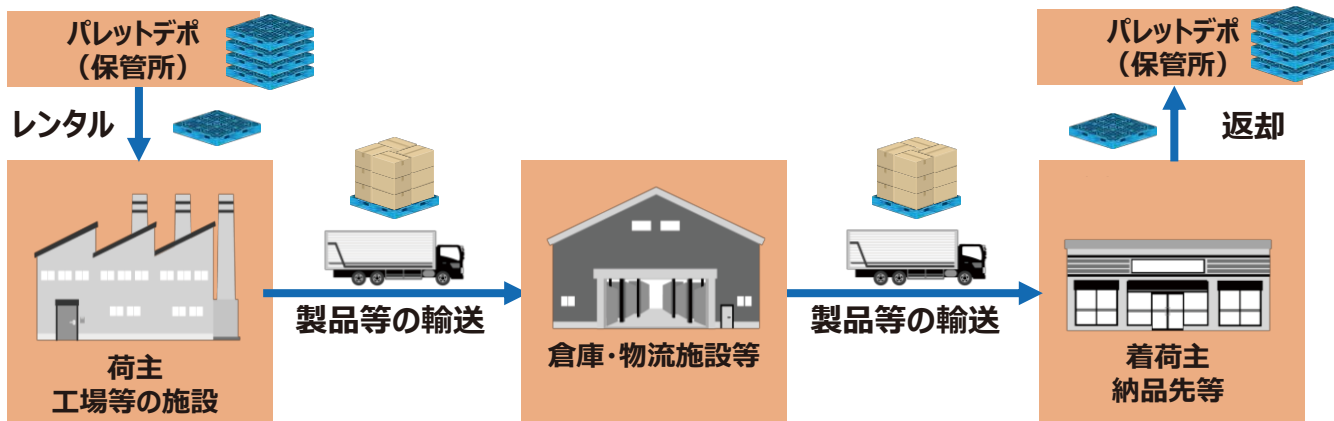 パレットデポ
（保管所）
レンタル
荷主
工場等の施設
製品等の輸送
倉庫・物流施設等
製品等の輸送
パレットデポ
（保管所）
返却
着荷主
納品先等